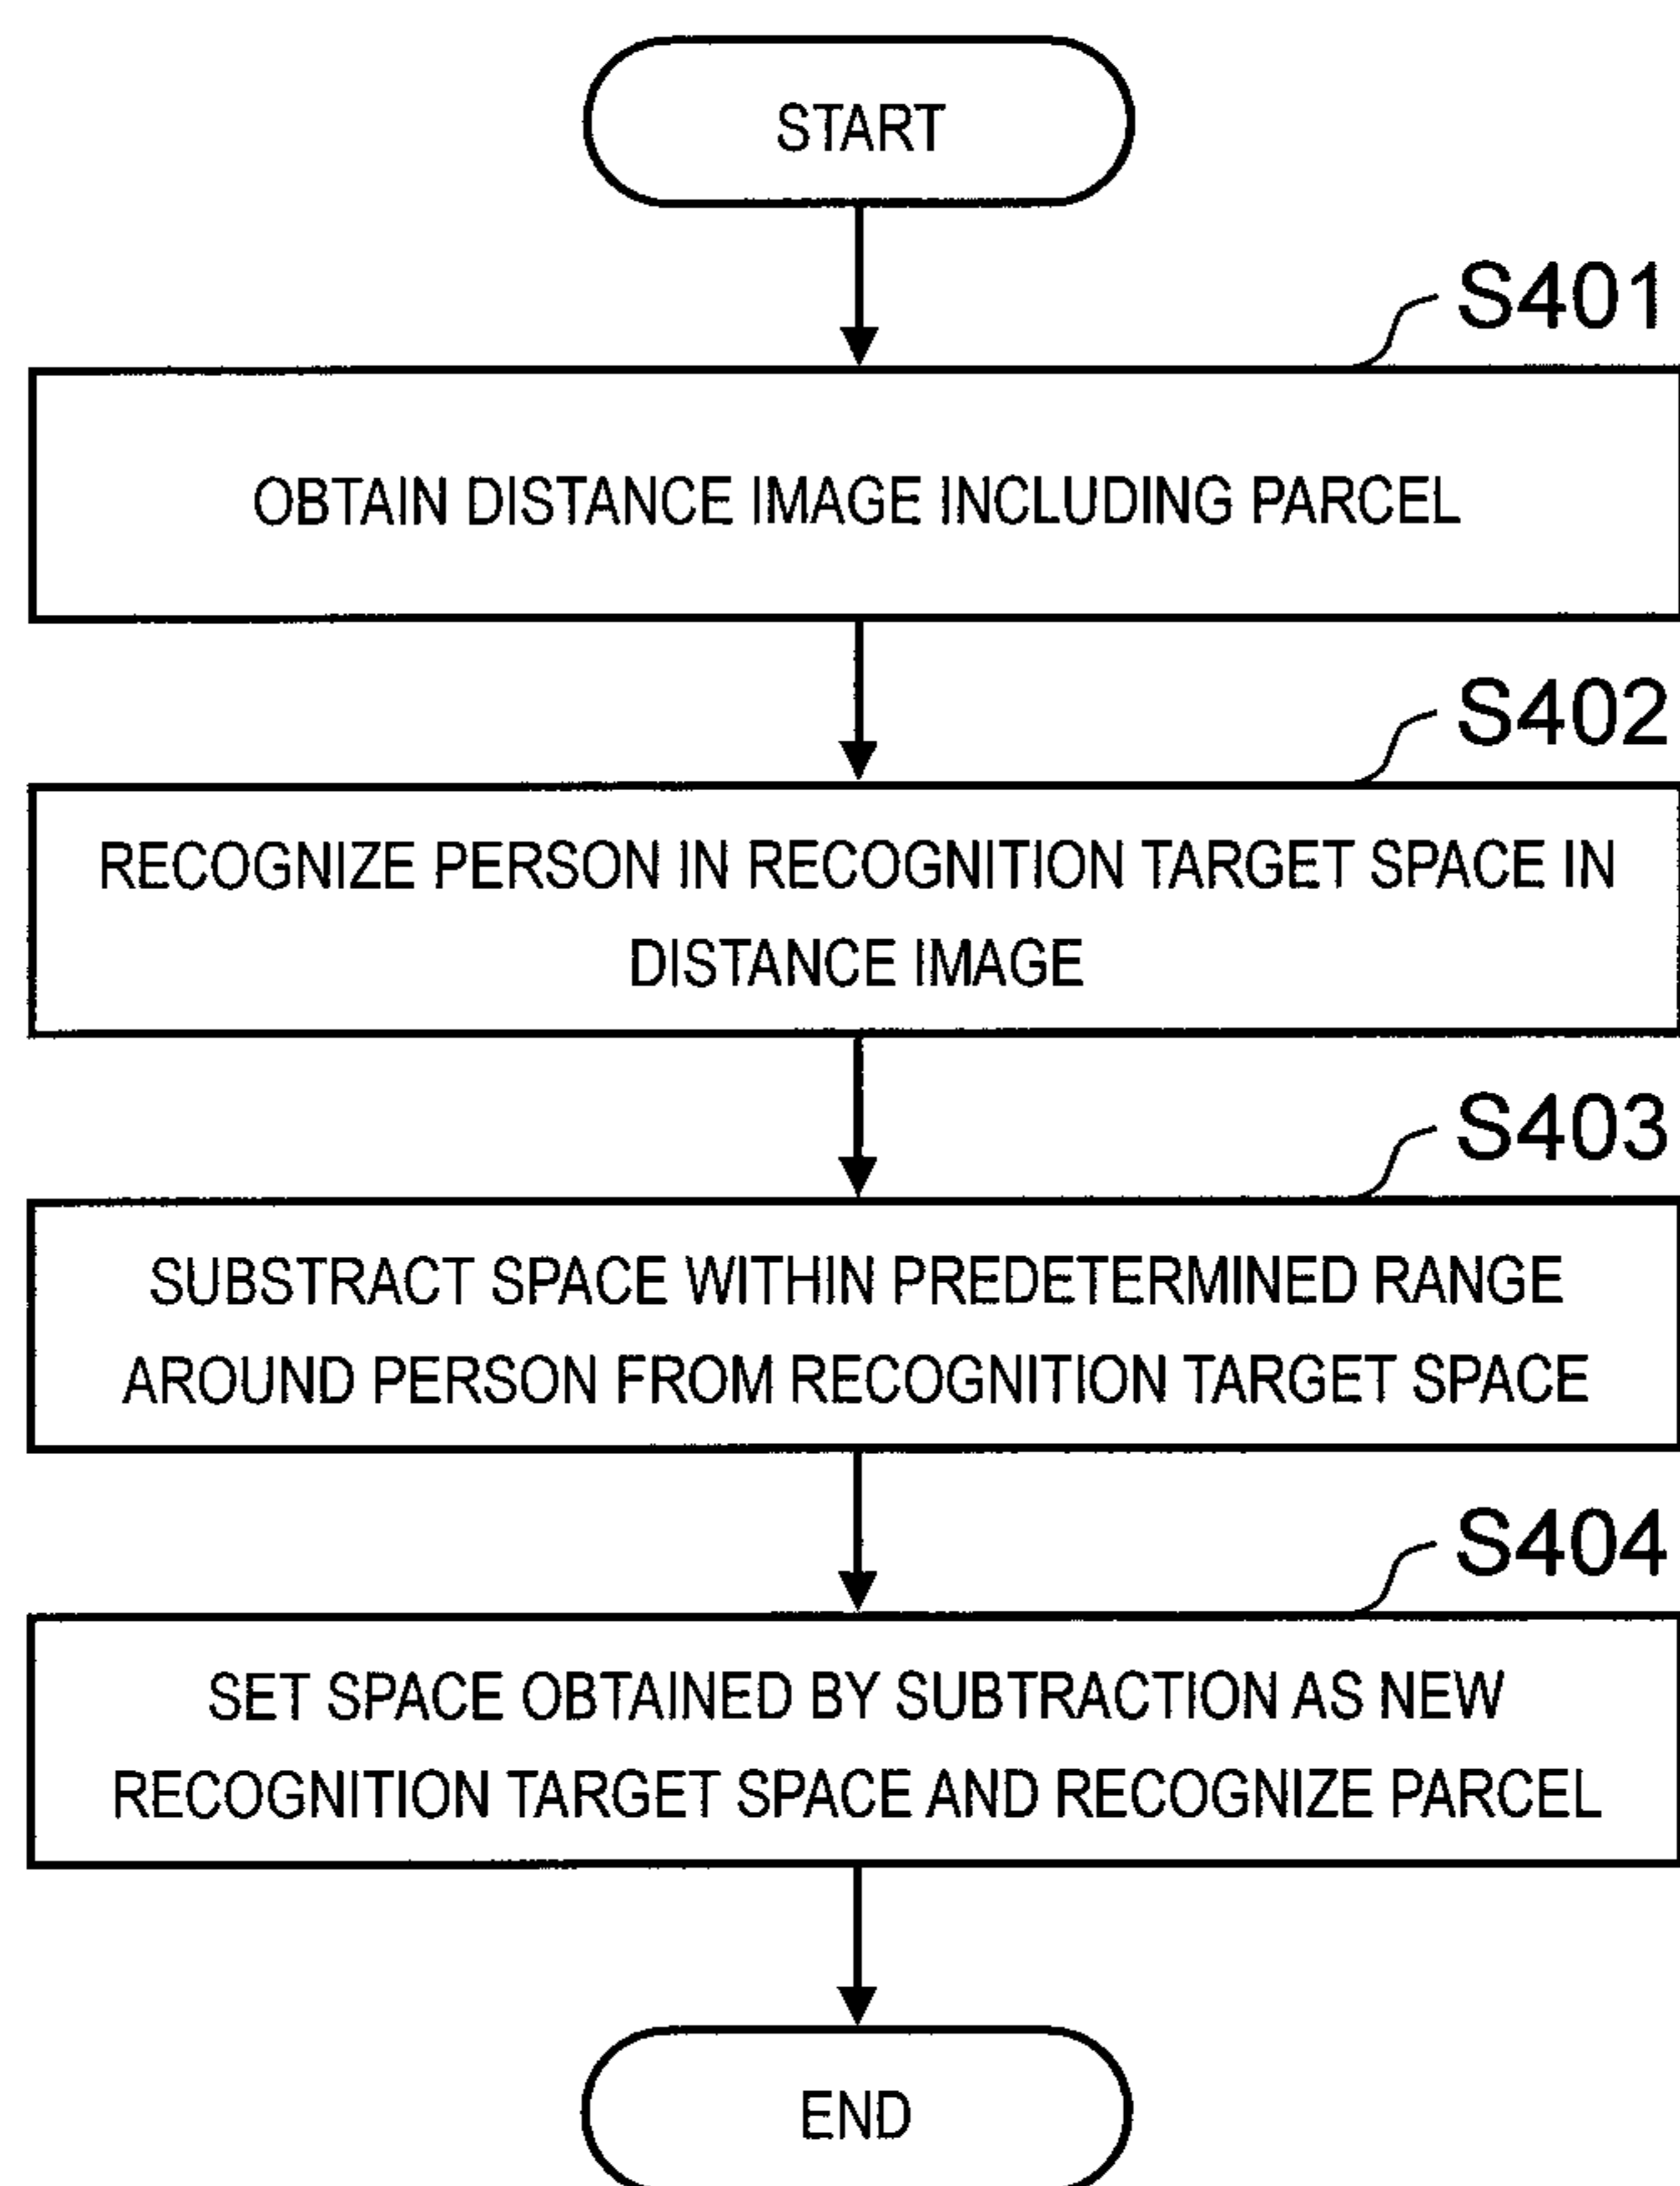 START
S401
OBTAIN DISTANCE IMAGE INCLUDING PARCEL
S402
RECOGNIZE PERSON IN RECOGNITION TARGET SPACE IN
DISTANCE IMAGE
S403
SUBSTRACT SPACE WITHIN PREDETERMINED RANGE
AROUND PERSON FROM RECOGNITION TARGET SPACE
S404
SET SPACE OBTAINED BY SUBTRACTION AS NEW
RECOGNITION TARGET SPACE AND RECOGNIZE PARCEL
END